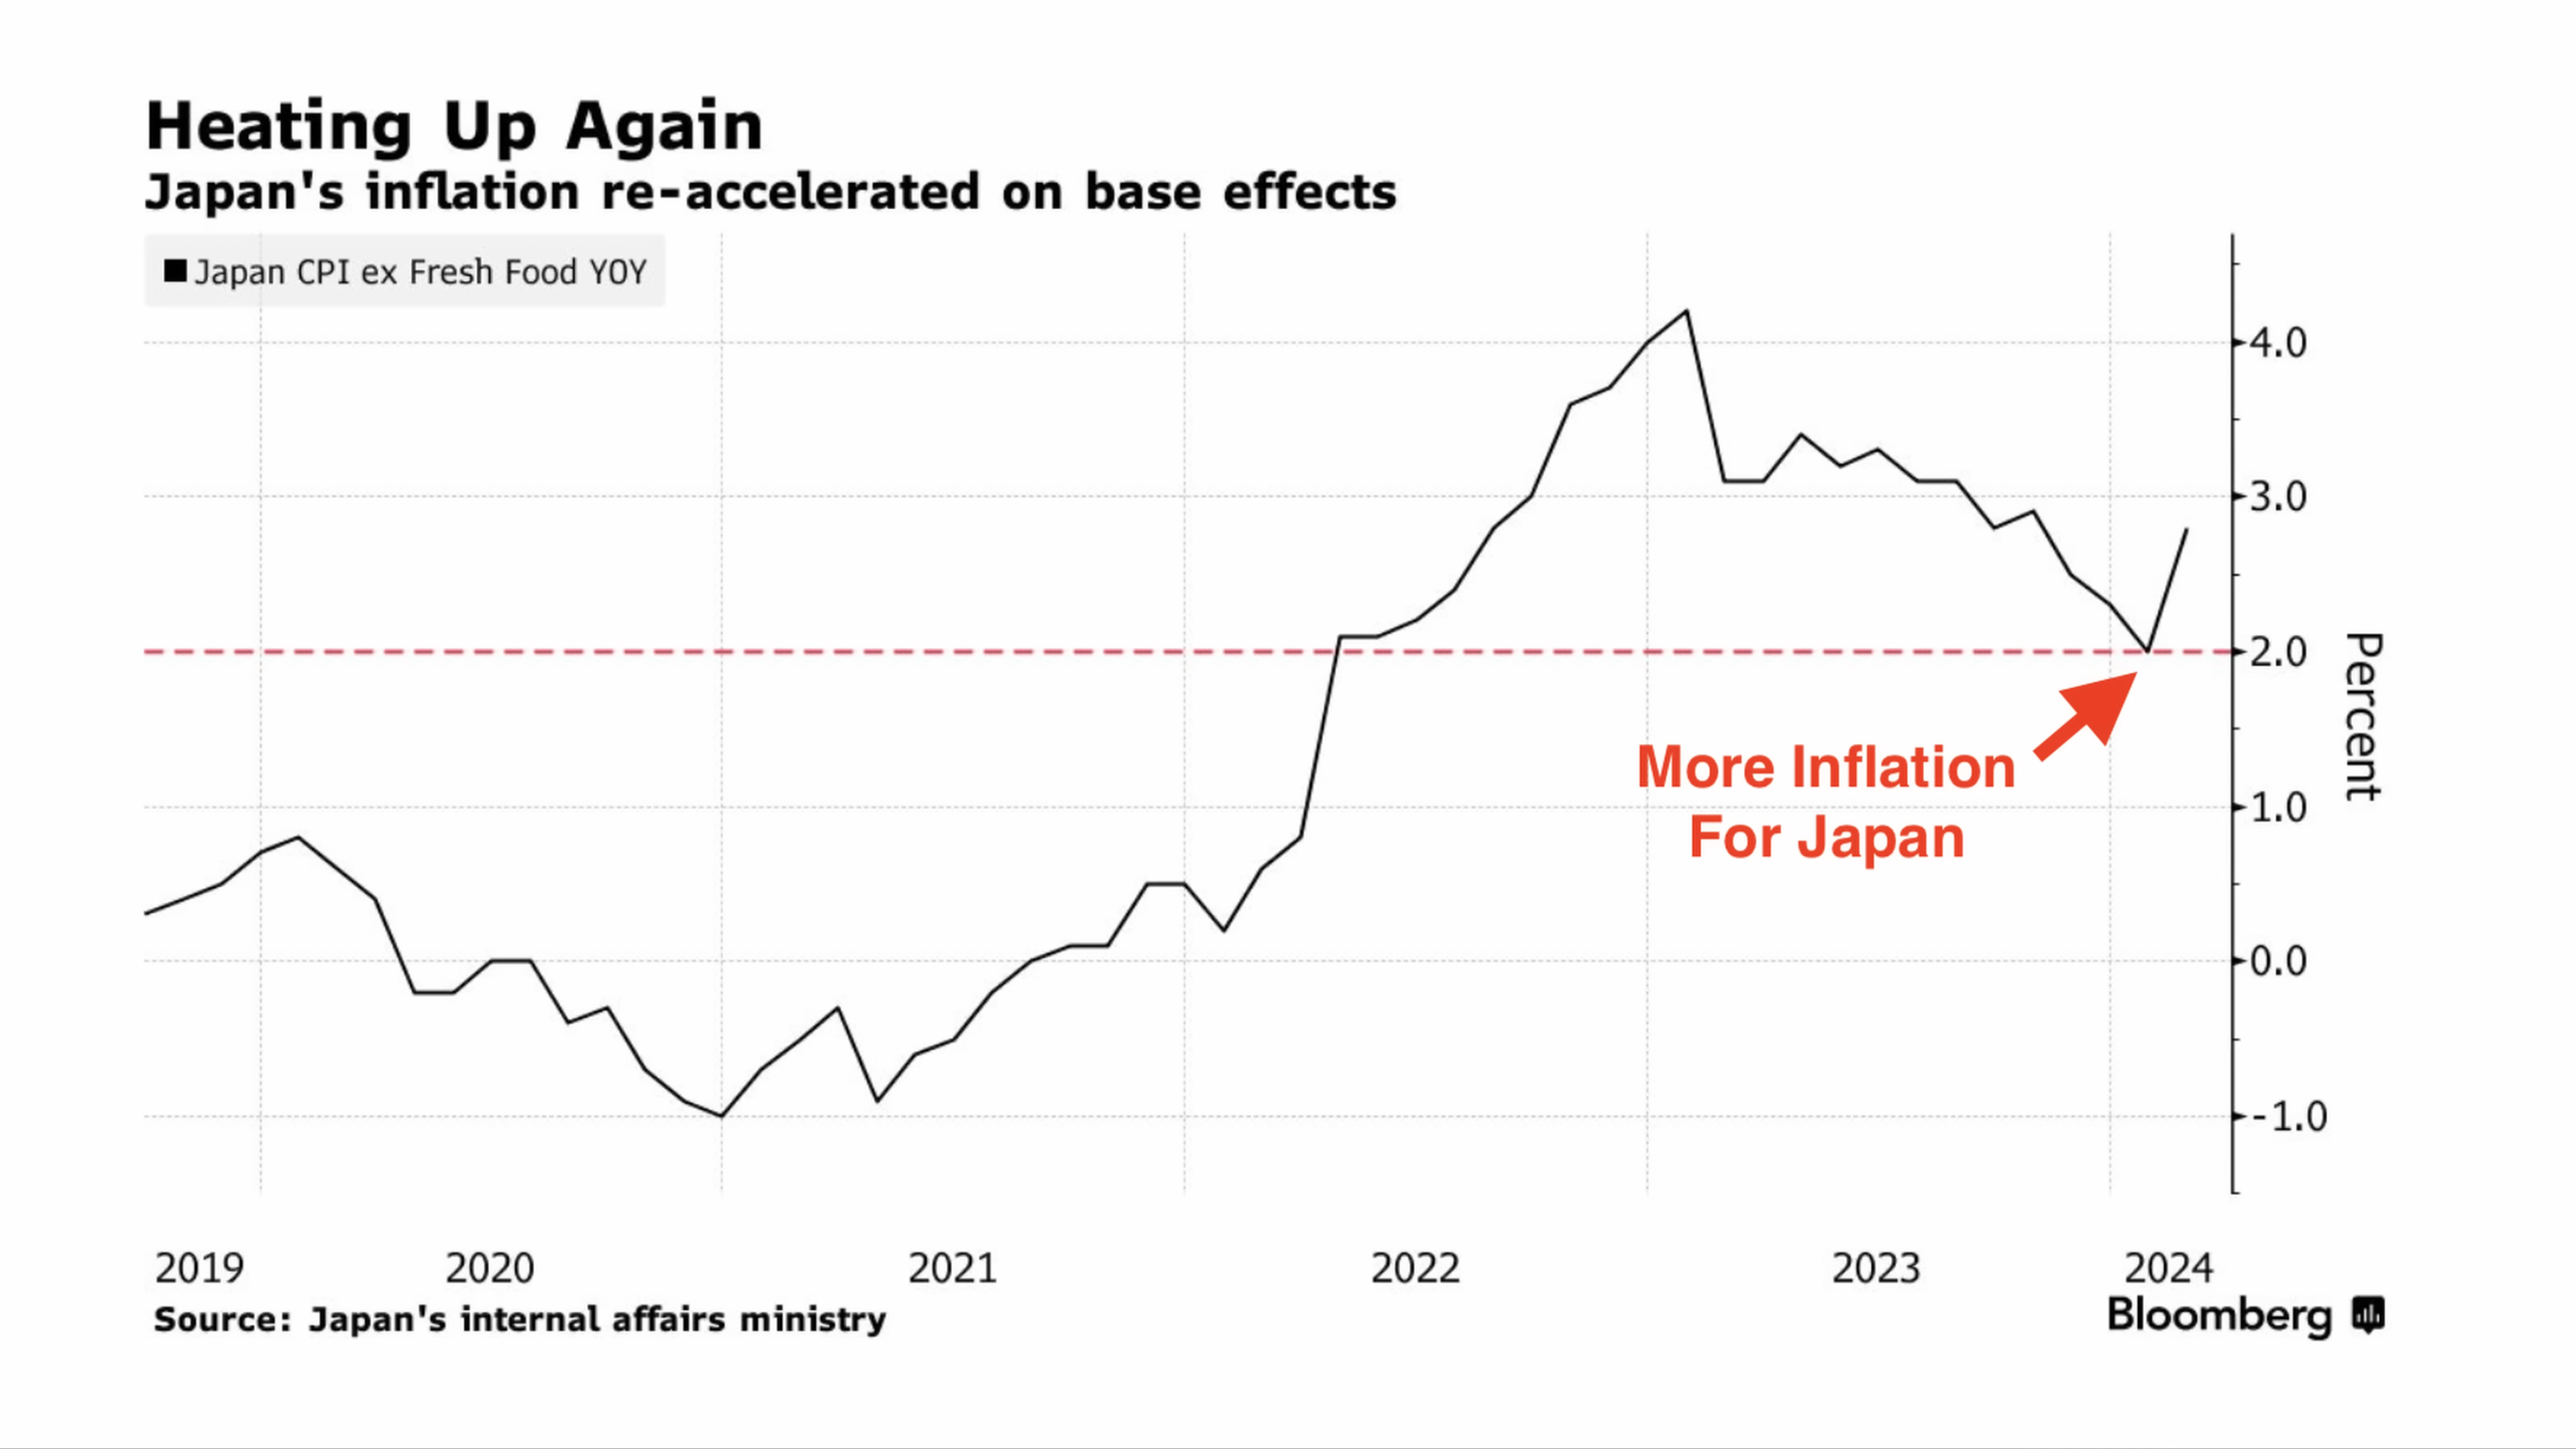 Heating Up Again
Japan's inflation re-accelerated on base effects
Japan CPI ex Fresh Food YOY
4.0
3.0
2.0
1.0
0.0
-1.0
Percent
More Inflation
For Japan
2019 2020 2021 2022 2023 2024
Source: Japan's internal affairs ministry
Bloomberg